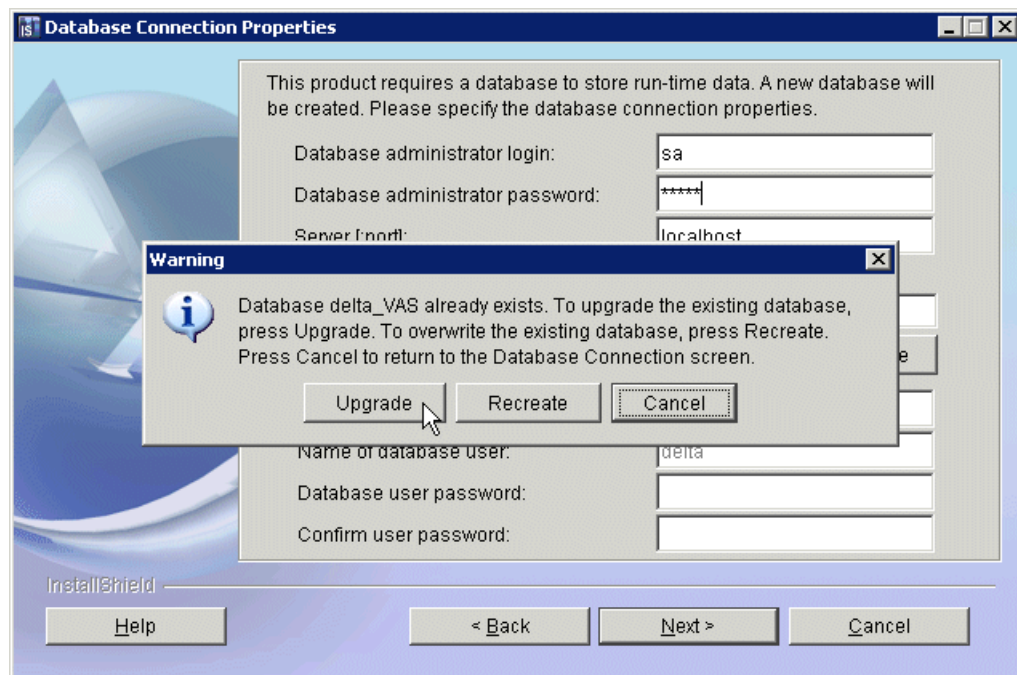 Database Connection Properties
This product requires a database to store run-time data. A new database will
be created. Please specify the database connection properties.
Database administrator login:
sa
Database administrator password:
*****
Server [:port]:
localhost
Warning
Database delta_VAS already exists. To upgrade the existing database,
press Upgrade. To overwrite the existing database, press Recreate.
Press Cancel to return to the Database Connection screen.
e
Upgrade
Recreate
Cancel
Name of database user:
delta
Database user password:
Confirm user password:
InstallShield
Help
< Back
Next >
Cancel